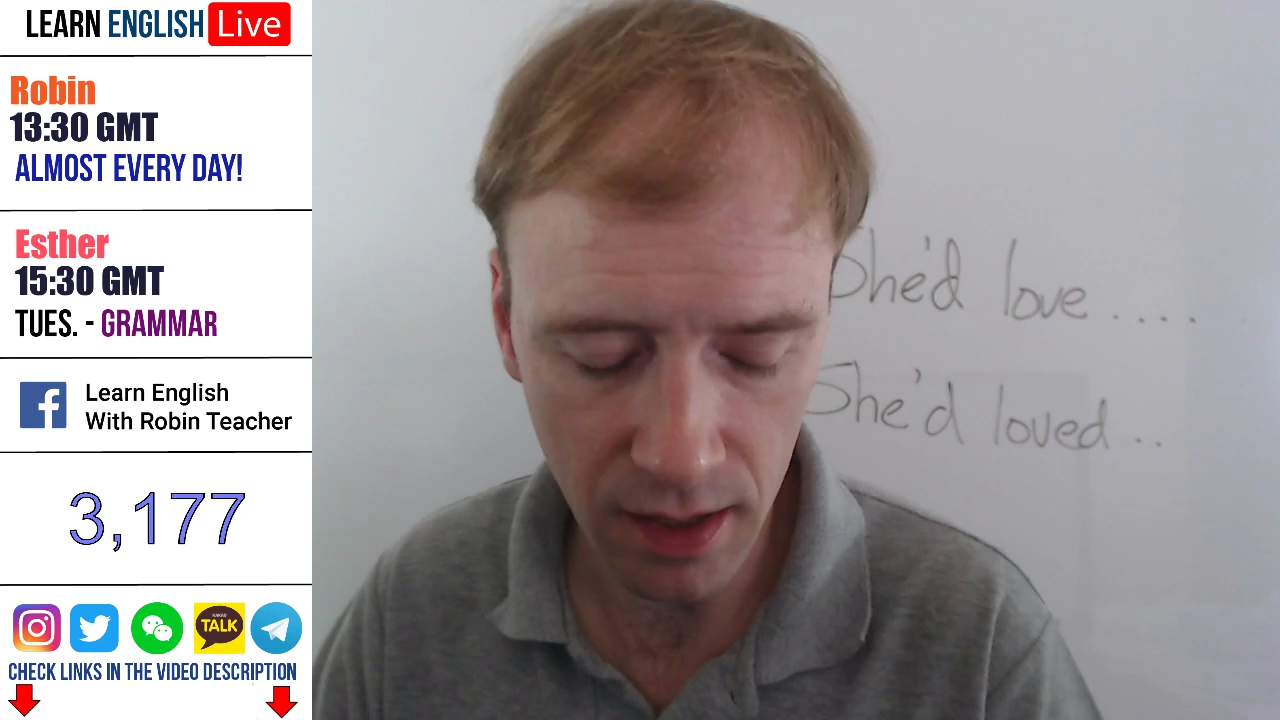 LEARN ENGLISH Live
Robin
13:30 GMT
ALMOST EVERY DAY!
Esther
15:30 GMT
TUES. - GRAMMAR
Learn English
With Robin Teacher
3,177
TALK
CHECK LINKS IN THE VIDEO DESCRIPTION
She'd love ....
She'd loved ..